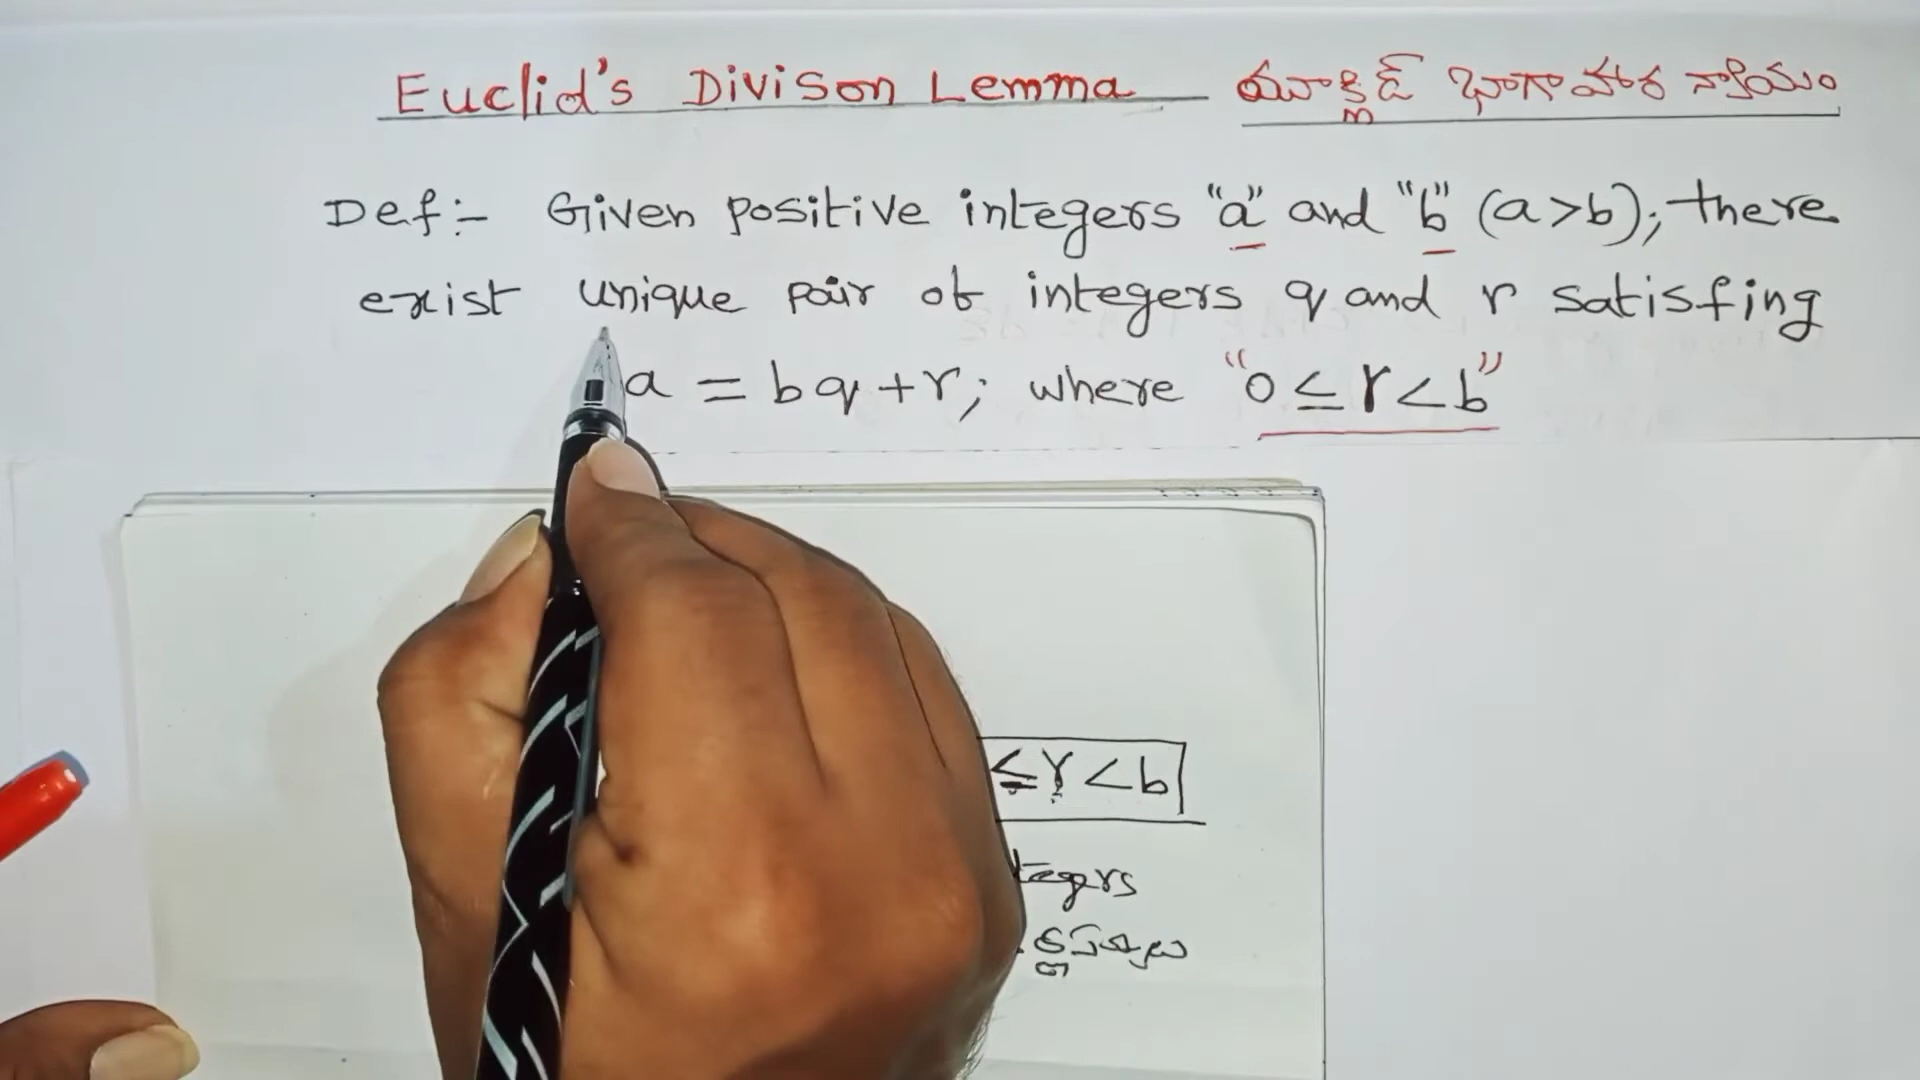 Euclid's Divison Lemma యూక్లిడ్ భాగాహార న్యాయం
Def:- Given positive integers "a" and "b" (a>b); there
exist unique pair of integers q and r satisfing
a = bq+r; where "0≤r<b"
≤r<b
tegrs